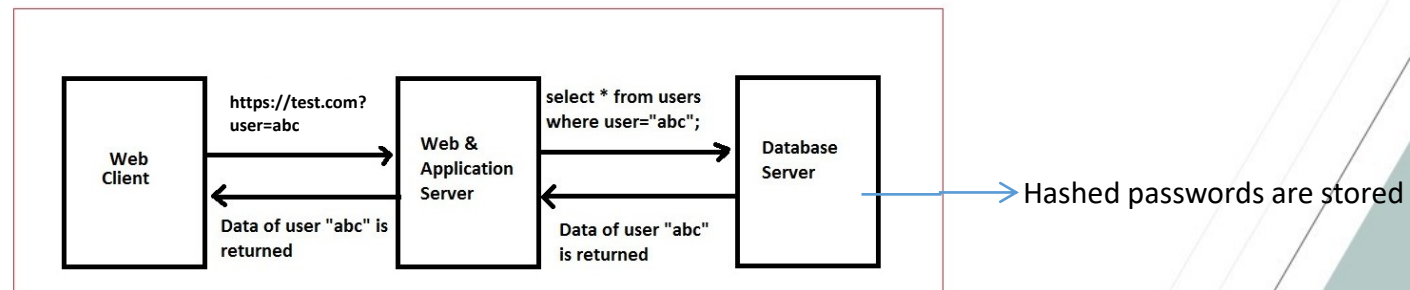 Web
Client
https://test.com?
user=abc
Data of user "abc" is
returned
Web &
Application
Server
select * from users
where user="abc";
Data of user "abc"
is returned
Database
Server
Hashed passwords are stored